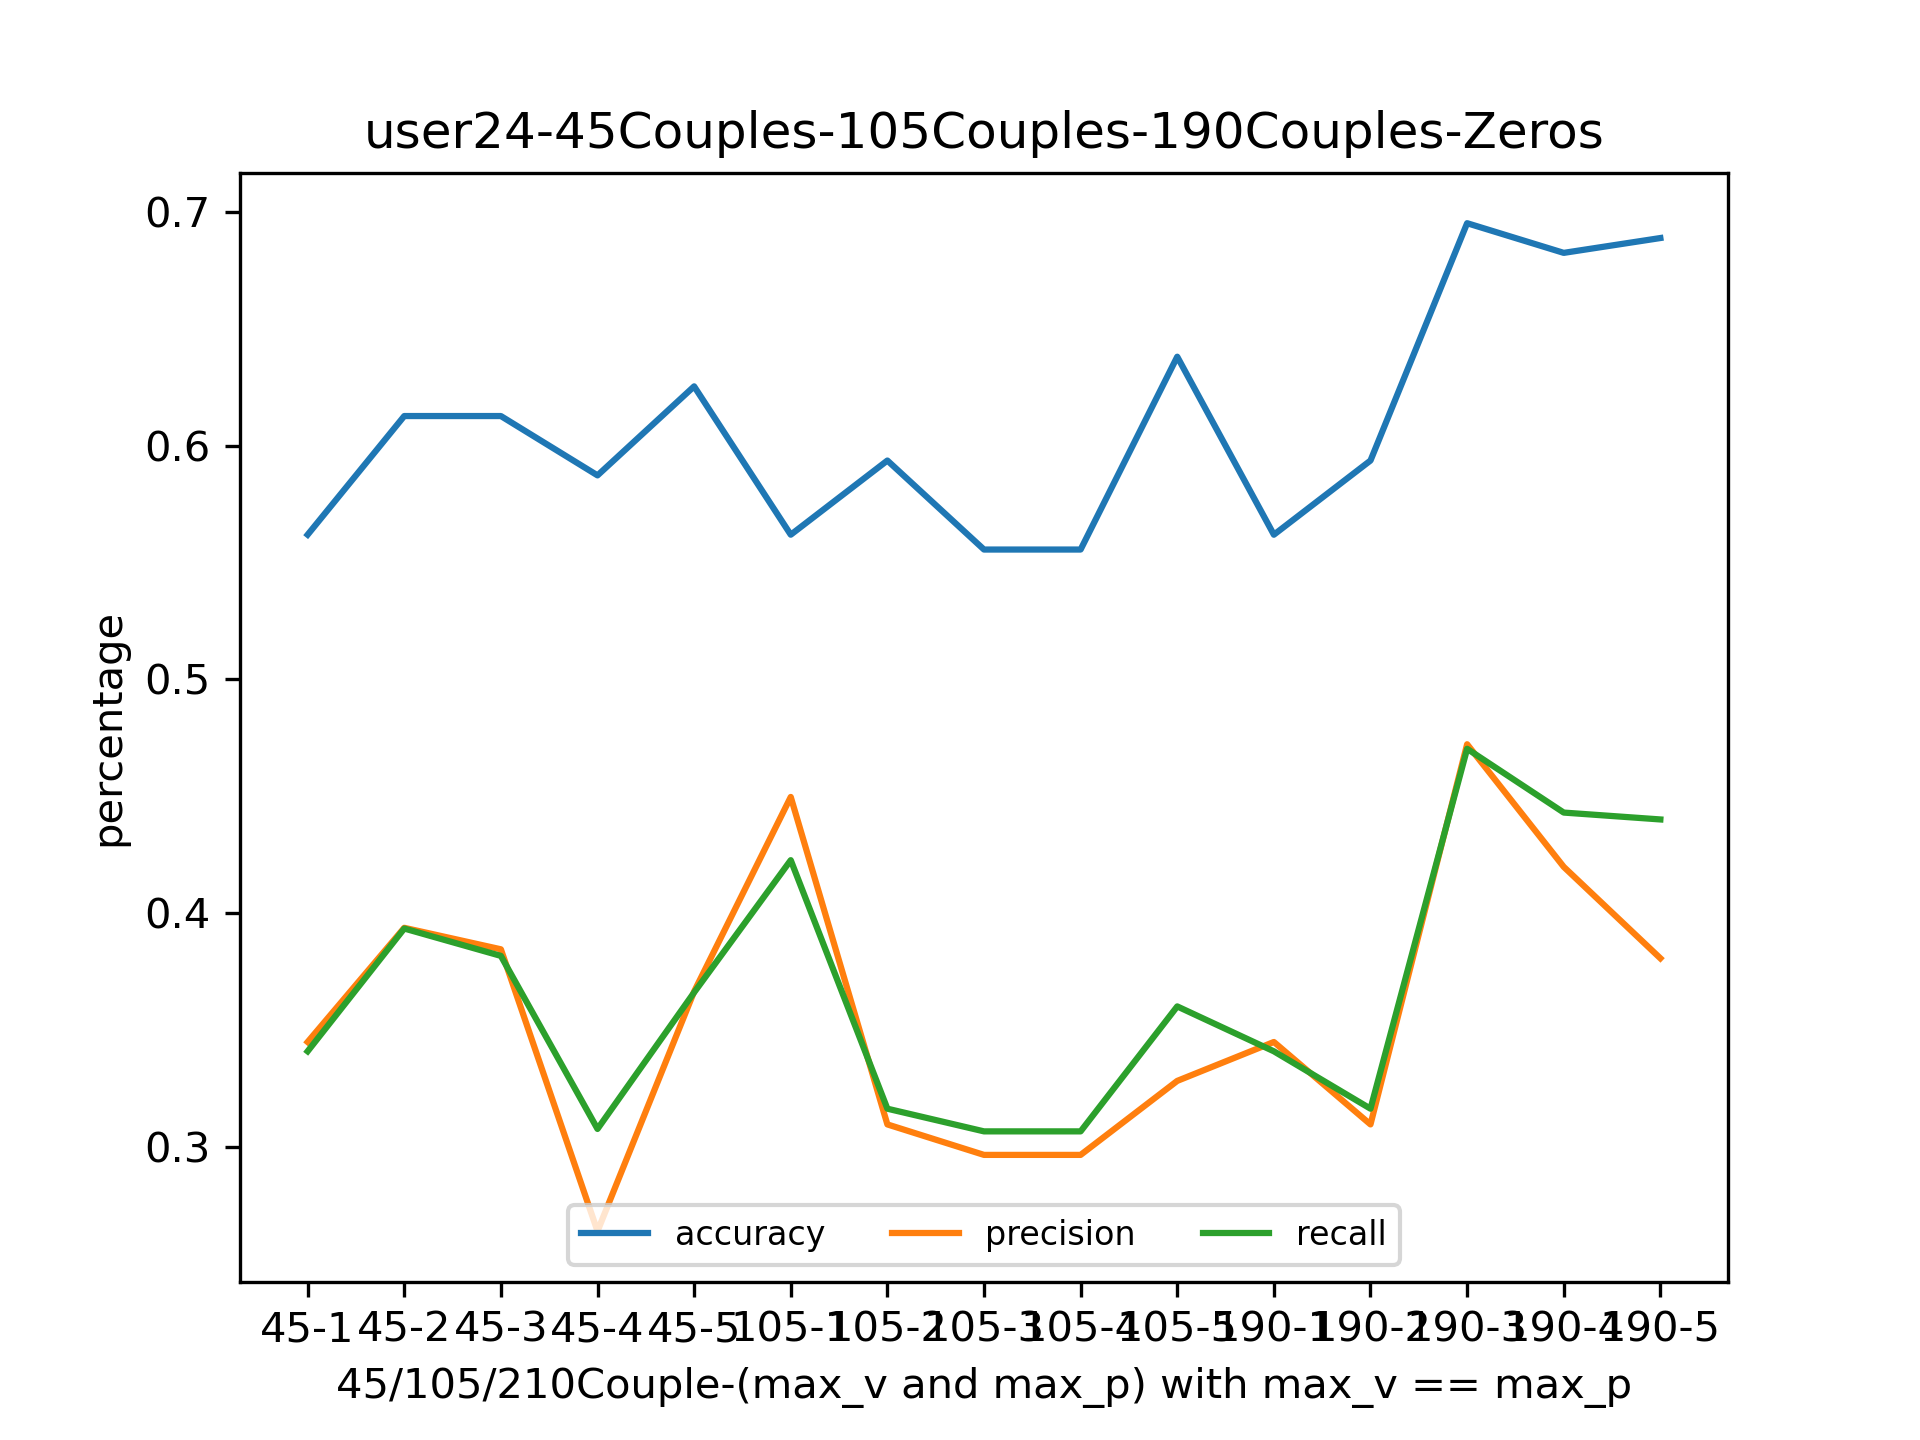 user24-45Couples-105Couples-190Couples-Zeros
percentage
0.7
0.6
0.5
0.4
0.3
accuracy precision recall
45-1 45-2 45-3 45-4 45-5 105-1 105-2 105-3 105-4 105-5 190-1 190-2 190-3 190-4 190-5
45/105/210Couple-(max_v and max_p) with max_v == max_p